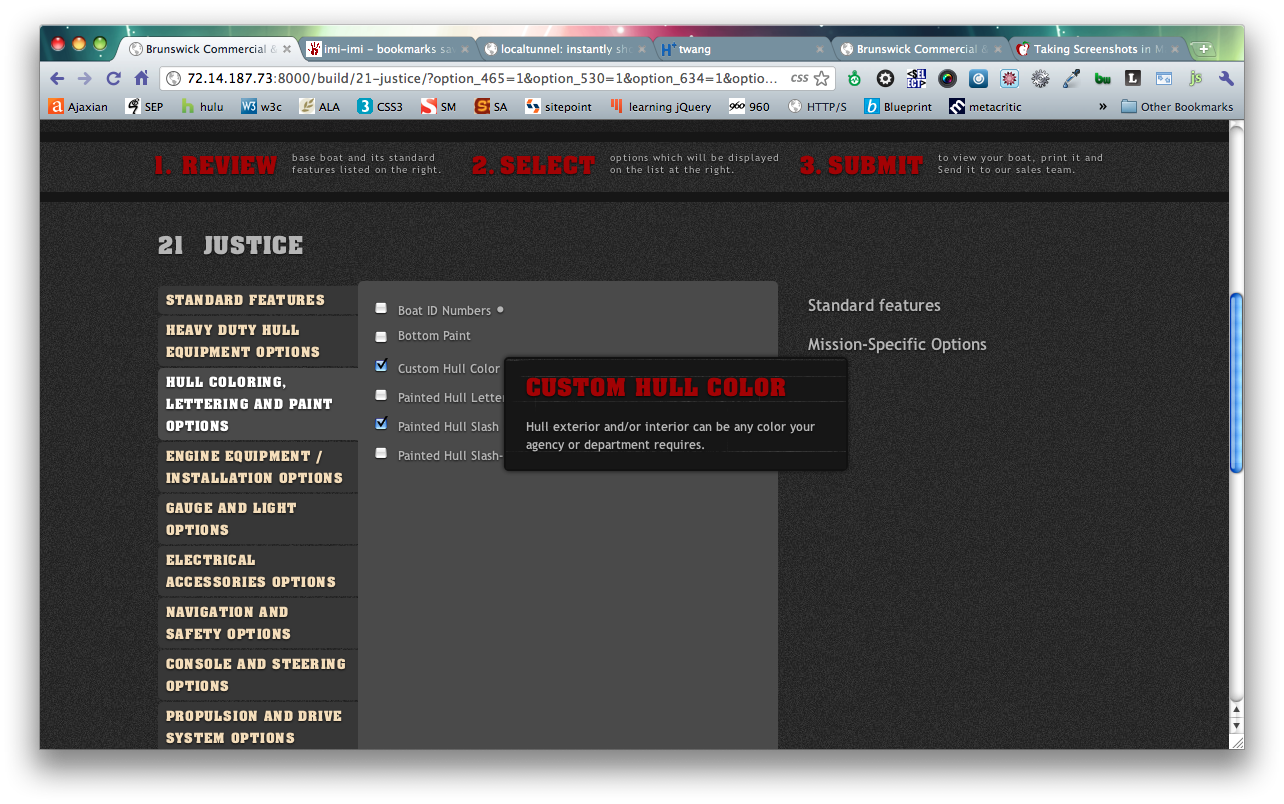 Brunswick Commercial &
imi-imi - bookmarks sa
localtunnel: instantly sh
H+ twang
Brunswick Commercial &
Taking Screenshots in M
72.14.187.73:8000/build/21-justice/?option_465=1&option_530=1&option_634=1&optio...
CSS
Ajaxian
SEP
hulu
w3c
ALA
CSS3
SM
SA
sitepoint
learning jQuery
960
HTTP/S
Blueprint
metacritic
»
Other Bookmarks
1. REVIEW
base boat and its standard
features listed on the right.
2. SELECT
options which will be displayed
on the list at the right.
3. SUBMIT
to view your boat, print it and
Send it to our sales team.
21 JUSTICE
STANDARD FEATURES
HEAVY DUTY HULL
EQUIPMENT OPTIONS
HULL COLORING,
LETTERING AND PAINT
OPTIONS
ENGINE EQUIPMENT /
INSTALLATION OPTIONS
GAUGE AND LIGHT
OPTIONS
ELECTRICAL
ACCESSORIES OPTIONS
NAVIGATION AND
SAFETY OPTIONS
CONSOLE AND STEERING
OPTIONS
PROPULSION AND DRIVE
SYSTEM OPTIONS
Boat ID Numbers
Bottom Paint
Custom Hull Color
Painted Hull Lette
Painted Hull Slash
Painted Hull Slash-
CUSTOM HULL COLOR
Hull exterior and/or interior can be any color your
agency or department requires.
Standard features
Mission-Specific Options